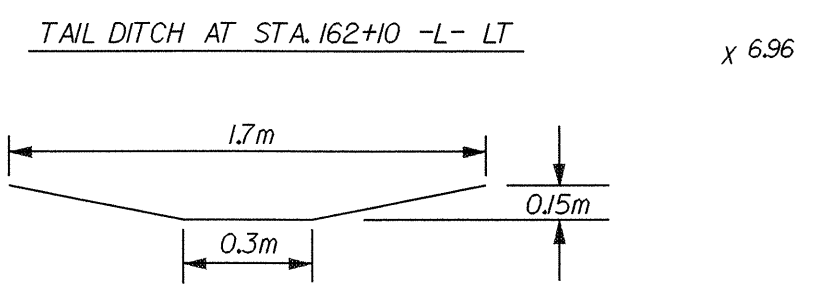 TAIL DITCH AT STA. 162+10 -L- LT
x 6.96
1.7m
0.15m
0.3m